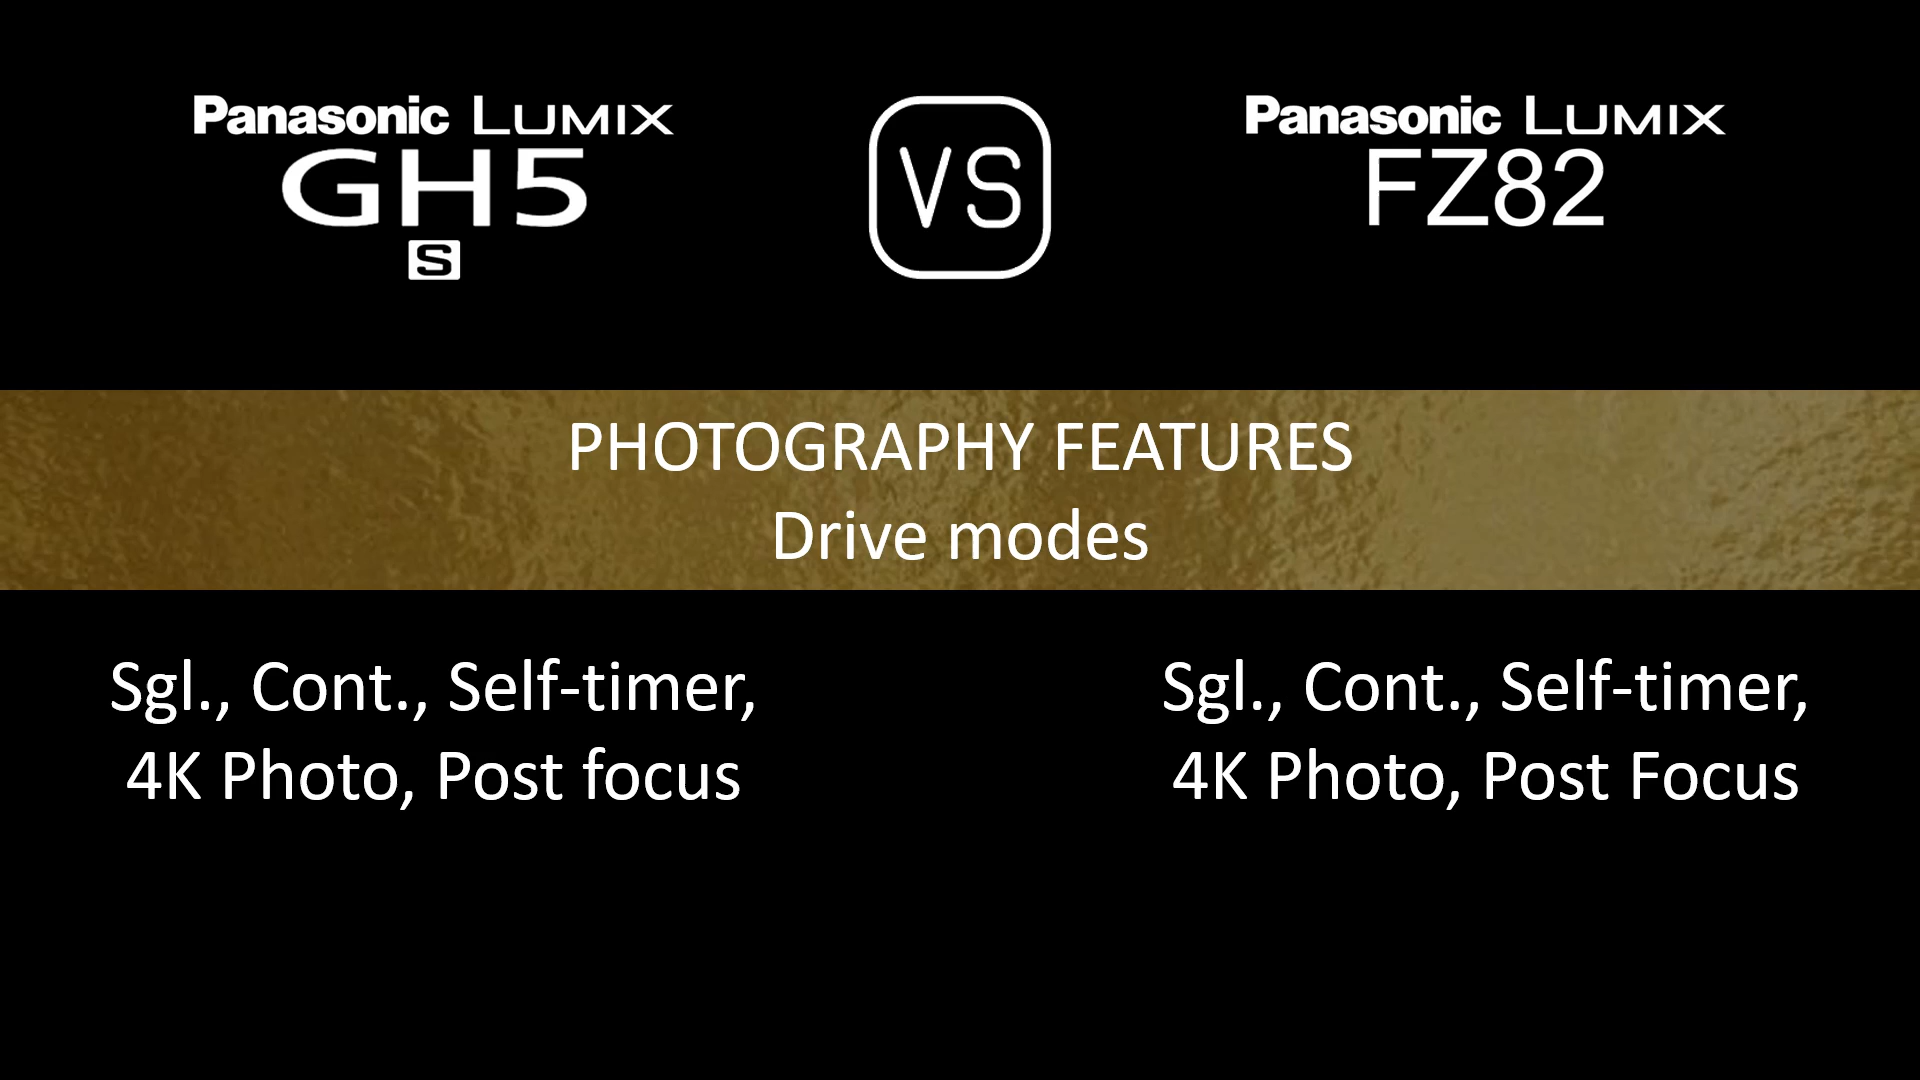 Panasonic LUMIX
GH5
S
VS
Panasonic LUMIX
FZ82
PHOTOGRAPHY FEATURES
Drive modes
Sgl., Cont., Self-timer,
4K Photo, Post focus
Sgl., Cont., Self-timer,
4K Photo, Post Focus